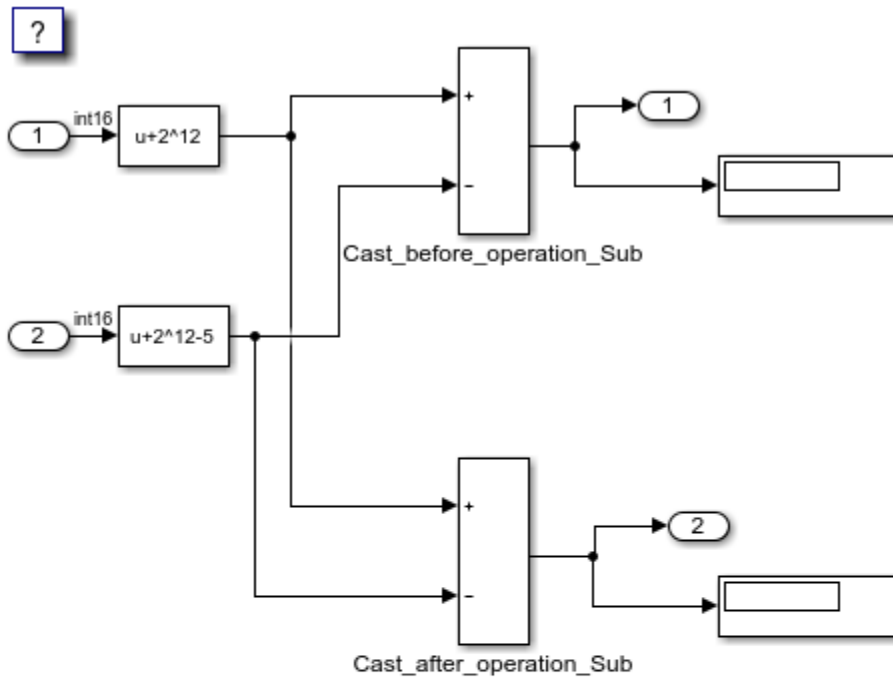 ?
1
int16
u+2^12
+
−
1
Cast_before_operation_Sub
2
int16
u+2^12-5
+
−
2
Cast_after_operation_Sub